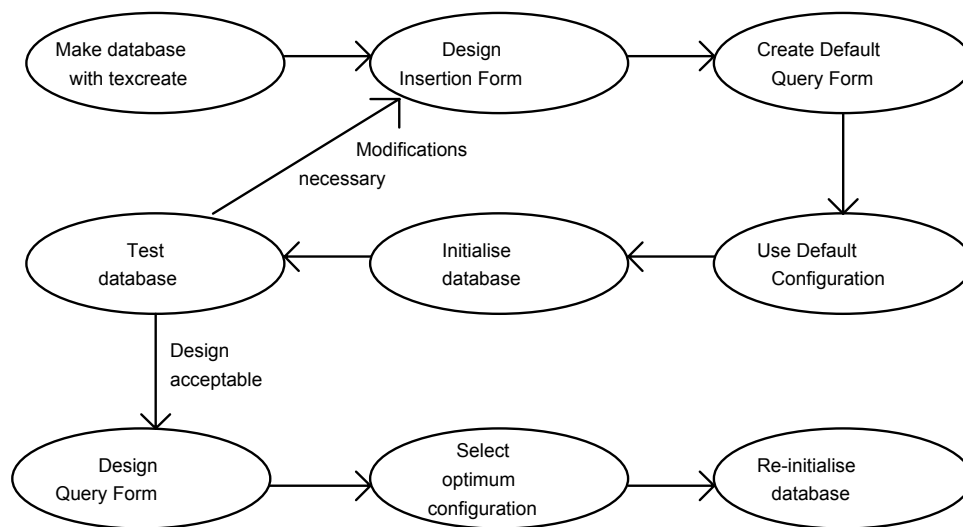 Make database
with texcreate
Design
Insertion Form
Create Default
Query Form
Modifications
necessary
Test
database
Initialise
database
Use Default
Configuration
Design
acceptable
Design
Query Form
Select
optimum
configuration
Re-initialise
database